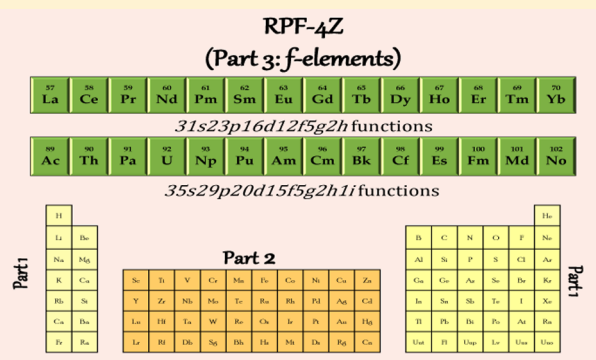 RPF-4Z
(Part 3: f-elements)
57 58 59 60 61 62 63 64 65 66 67 68 69 70
La Ce Pr Nd Pm Sm Eu Gd Tb Dy Ho Er Tm Yb
31s23p16d12f5g2h functions
89 90 91 92 93 94 95 96 97 98 99 100 101 102
Ac Th Pa U Np Pu Am Cm Bk Cf Es Fm Md No
35s29p20d15f5g2h1i functions
Part 1
H
Li Be
Na Mg
K Ca
Rb Sr
Cs Ba
Fr Ra
Part 2
Sc Ti V Cr Mn Fe Co Ni Cu Zn
Y Zr Nb Mo Tc Ru Rh Pd Ag Cd
Lu Hf Ta W Re Os Ir Pt Au Hg
Lr Rf Db Sg Bh Hs Mt Ds Rg Cn
He
B C N O F Ne
Al Si P S Cl Ar
Ga Ge As Se Br Kr
In Sn Sb Te I Xe
Tl Pb Bi Po At Rn
Uut Fl Uup Lv Uus Uuo
Part 1